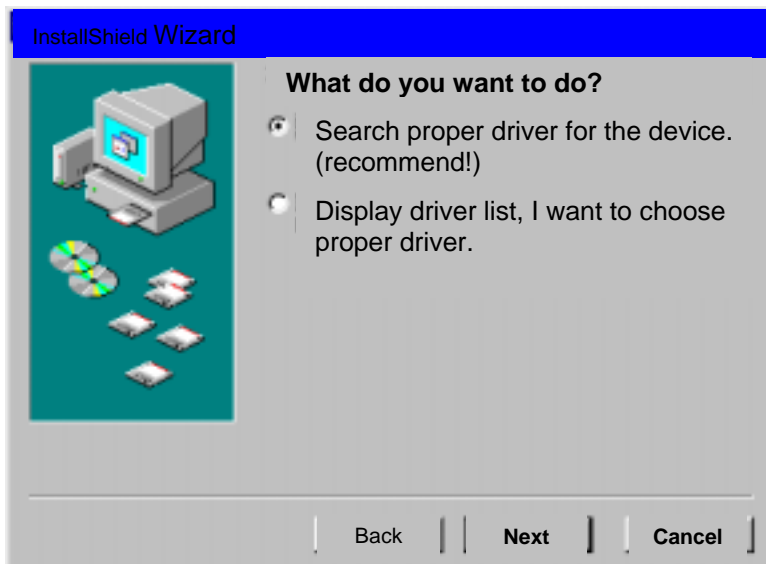 InstallShield Wizard
What do you want to do?
Search proper driver for the device.
(recommend!)
Display driver list, I want to choose
proper driver.
Back
Next
Cancel